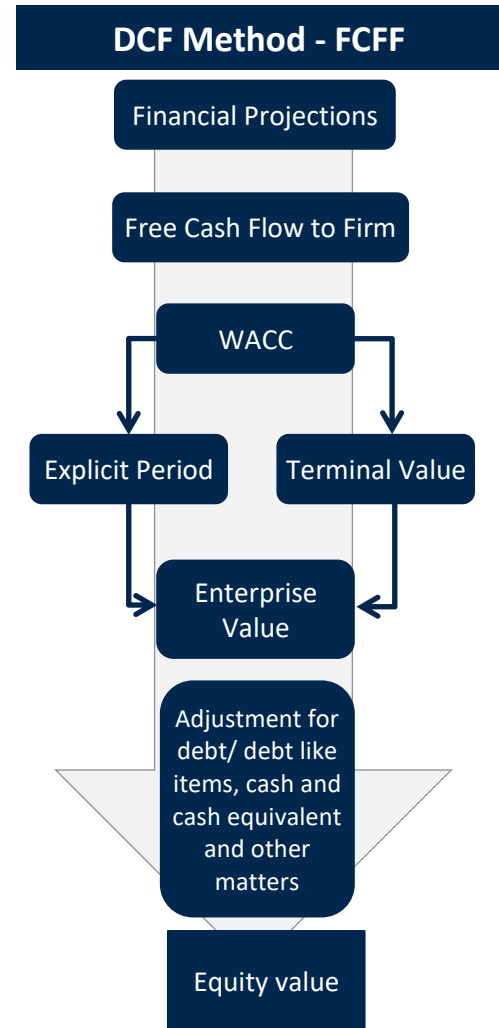 DCF Method - FCFF
Financial Projections
Free Cash Flow to Firm
WACC
Explicit Period
Terminal Value
Enterprise
Value
Adjustment for
debt/ debt like
items, cash and
cash equivalent
and other
matters
Equity value